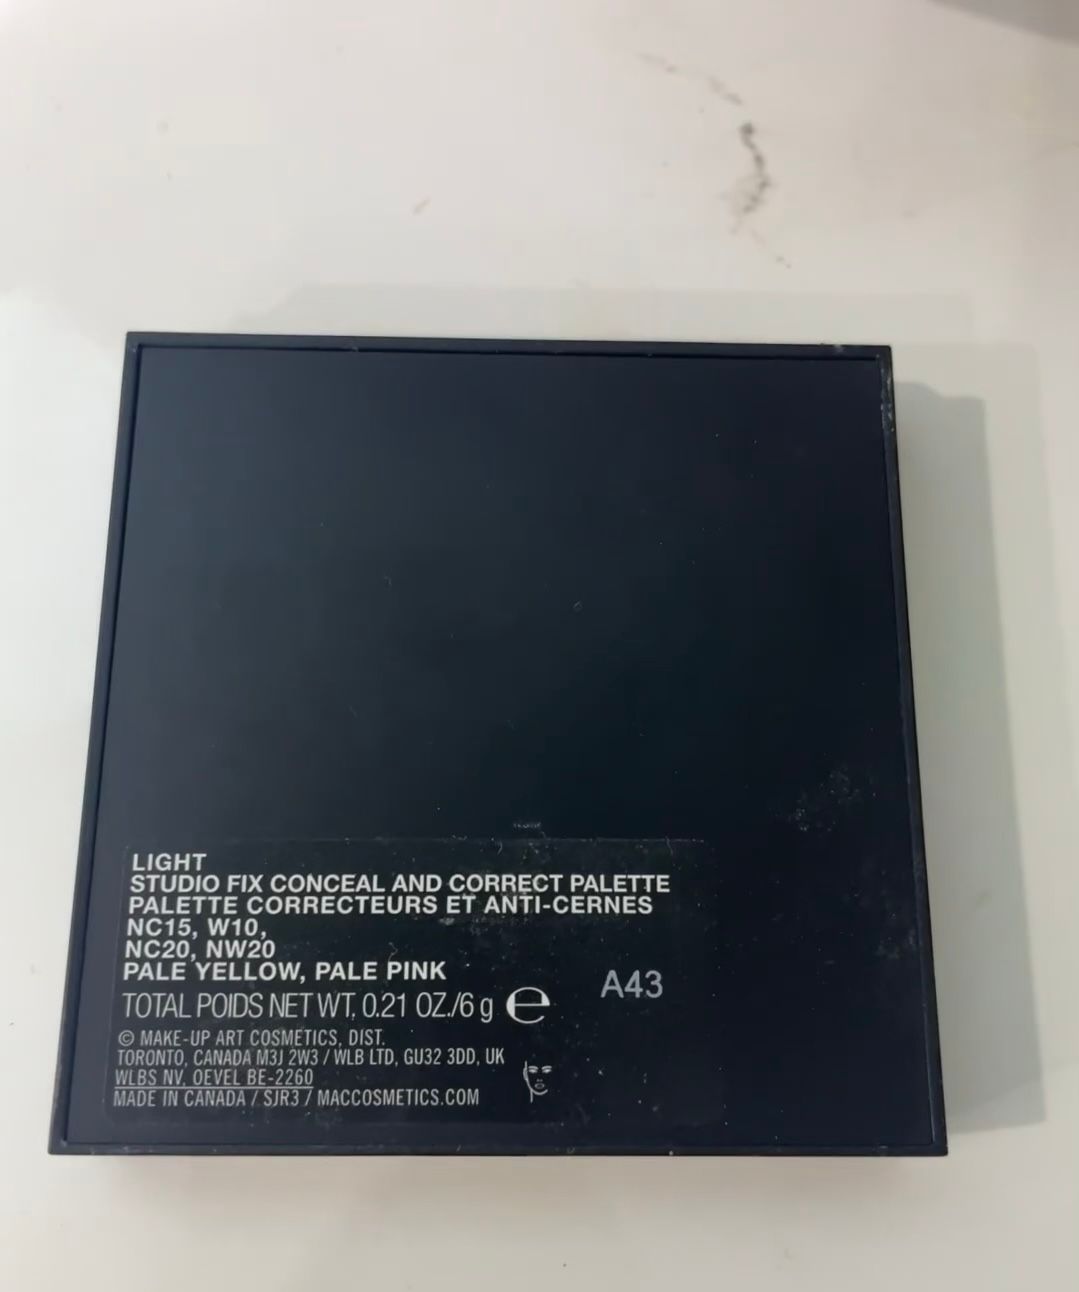 LIGHT
STUDIO FIX CONCEAL AND CORRECT PALETTE
PALETTE CORRECTEURS ET ANTI-CERNES
NC15, W10,
NC20, NW20
PALE YELLOW, PALE PINK
TOTAL POIDS NET WT, 0.21 OZ./6 g e
A43
© MAKE-UP ART COSMETICS, DIST.
TORONTO, CANADA M3J 2W3 / WLB LTD, GU32 3DD, UK
WLBS NV, OEVEL BE-2260
MADE IN CANADA / SJR3 / MACCOSMETICS.COM